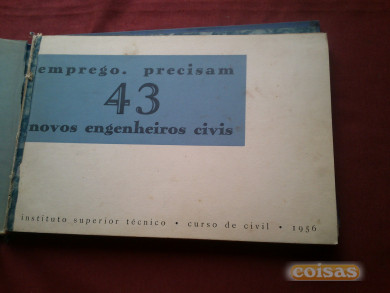 emprego. precisam
43
novos engenheiros civis
instituto superior técnico • curso de civil • 1956
coisas